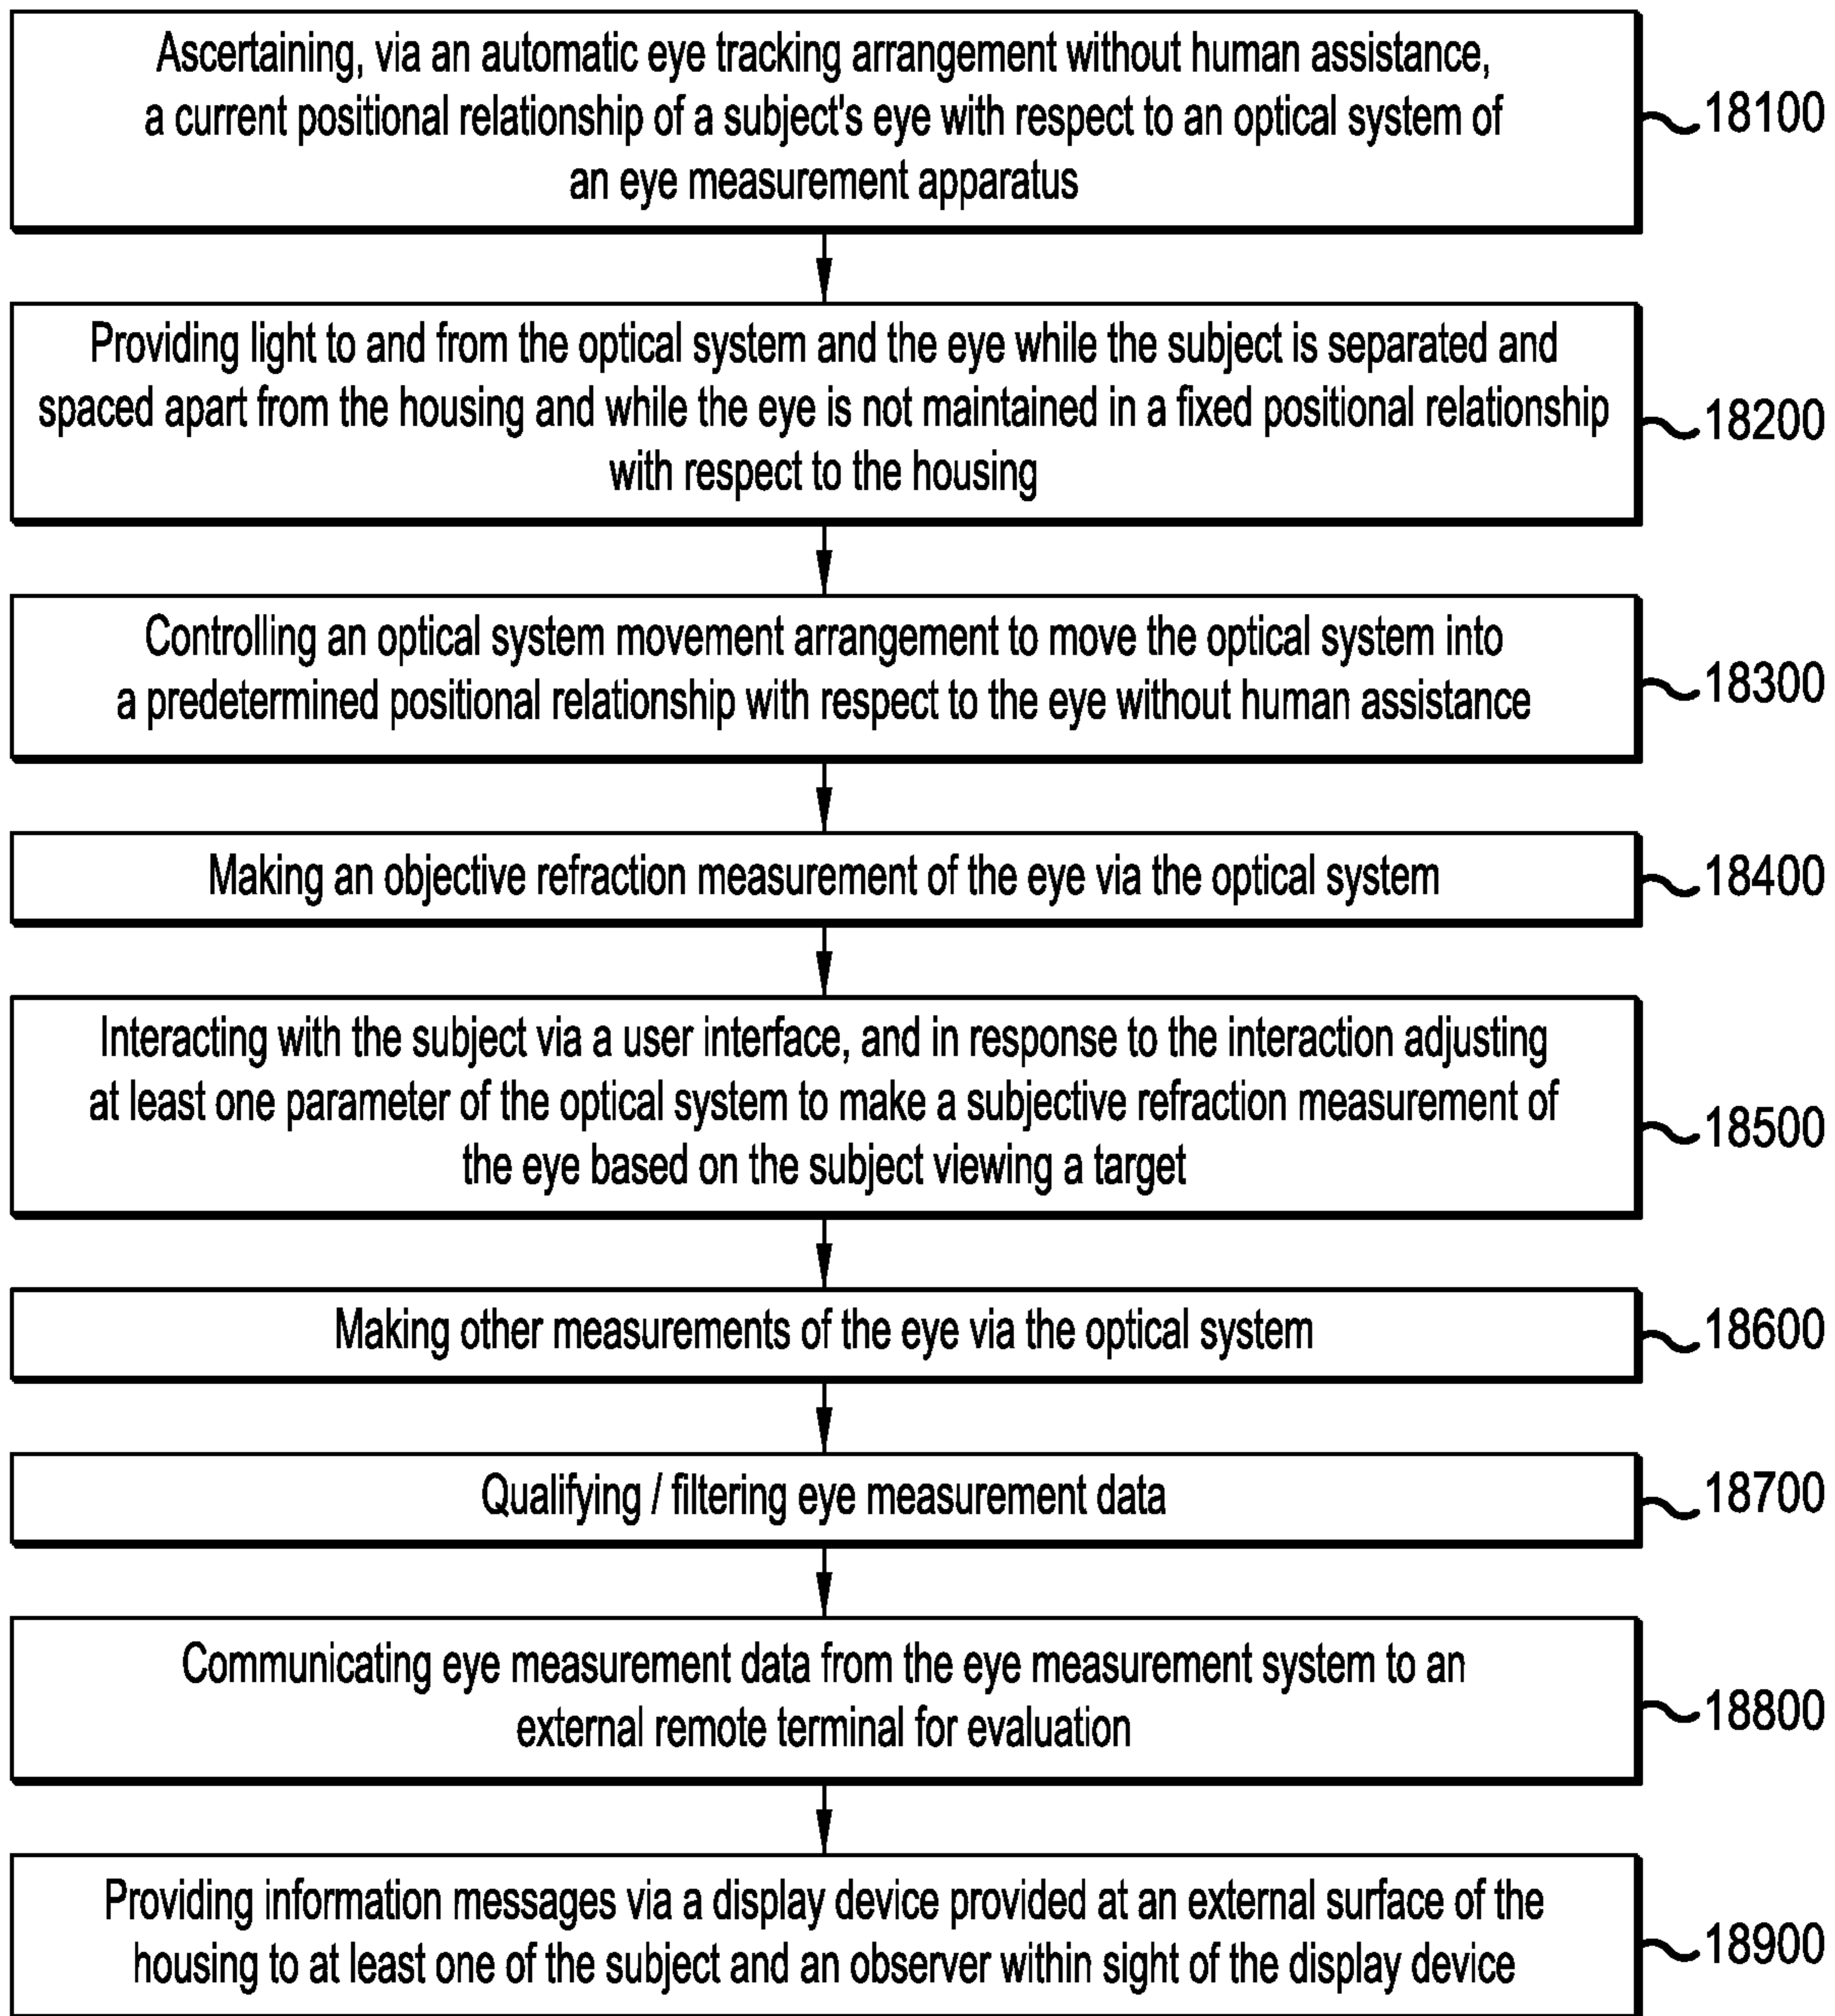 Ascertaining, via an automatic eye tracking arrangement without human assistance,
a current positional relationship of a subject's eye with respect to an optical system of
an eye measurement apparatus
18100
Providing light to and from the optical system and the eye while the subject is separated and
spaced apart from the housing and while the eye is not maintained in a fixed positional relationship
with respect to the housing
18200
Controlling an optical system movement arrangement to move the optical system into
a predetermined positional relationship with respect to the eye without human assistance
18300
Making an objective refraction measurement of the eye via the optical system
18400
Interacting with the subject via a user interface, and in response to the interaction adjusting
at least one parameter of the optical system to make a subjective refraction measurement of
the eye based on the subject viewing a target
18500
Making other measurements of the eye via the optical system
18600
Qualifying / filtering eye measurement data
18700
Communicating eye measurement data from the eye measurement system to an
external remote terminal for evaluation
18800
Providing information messages via a display device provided at an external surface of the
housing to at least one of the subject and an observer within sight of the display device
18900